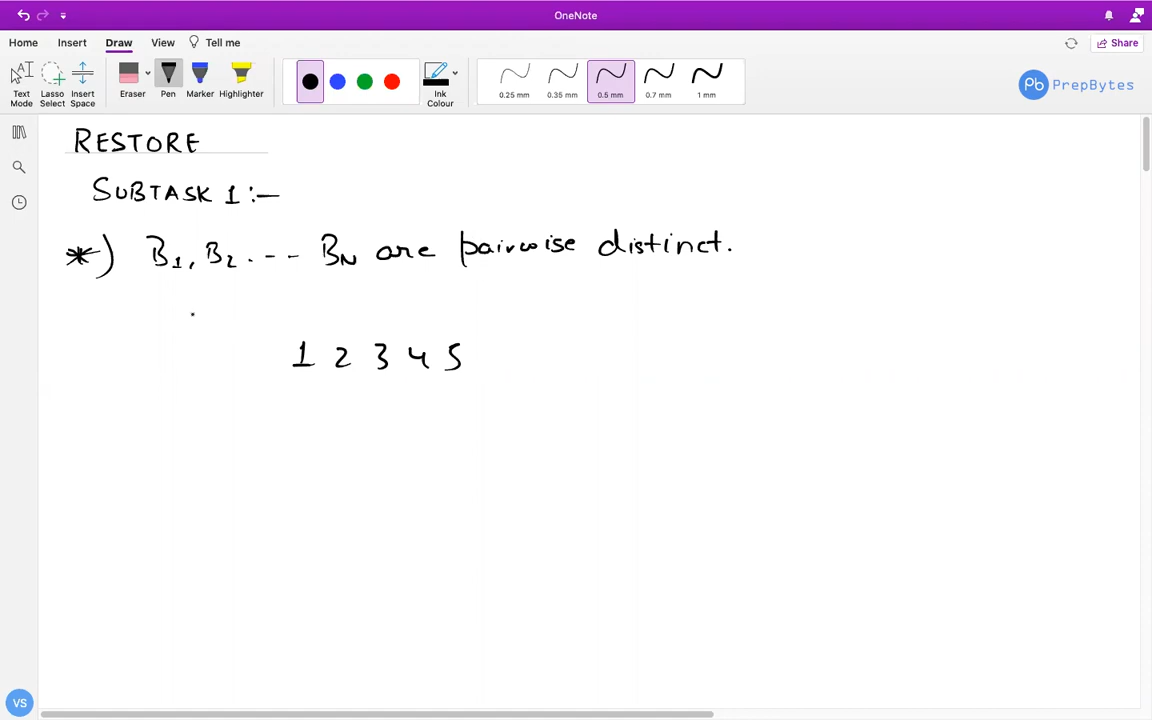 OneNote
Home Insert Draw View Tell me Share
Text Mode Lasso Select Insert Space Eraser Pen Marker Highlighter Ink Colour 0.25 mm 0.35 mm 0.5 mm 0.7 mm 1 mm Pb PrepBytes
RESTORE
SUBTASK 1 :-
*) B1, B2 . - - - BN are pairwise distinct.
1 2 3 4 5
VS